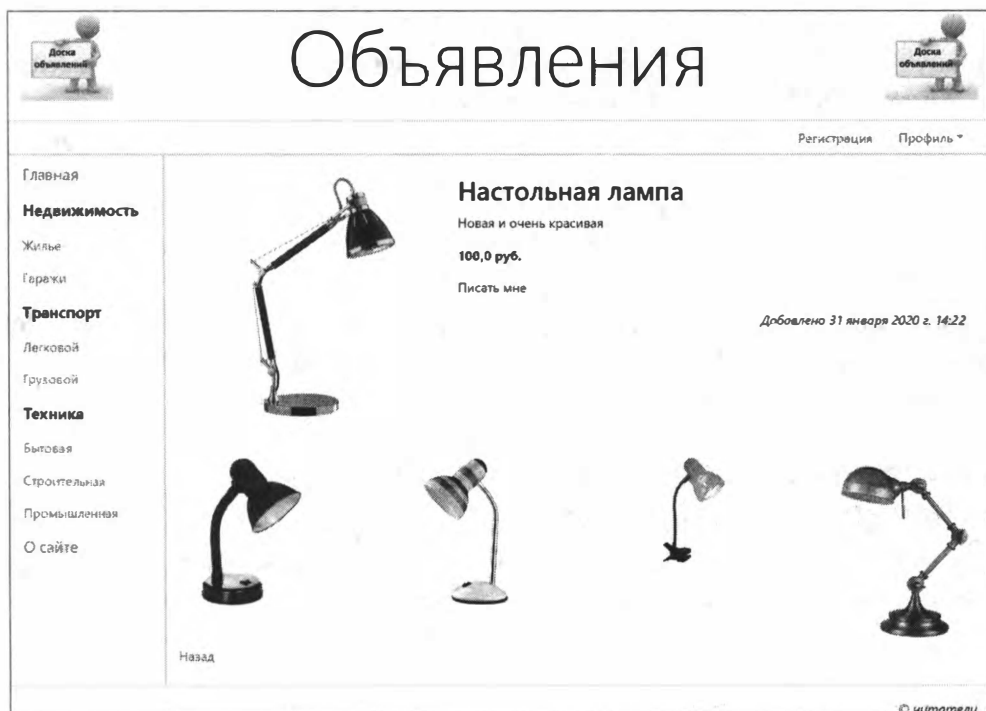 Доска
объявлений
Объявления
Доска
объявлений
Регистрация Профиль
Главная
Недвижимость
Жилье
Гаражи
Транспорт
Легковой
Грузовой
Техника
Бытовая
Строительная
Промышленная
О сайте
Настольная лампа
Новая и очень красивая
100,0 руб.
Писать мне
Добавлено 31 января 2020 г. 14:22
Назад
© читатели